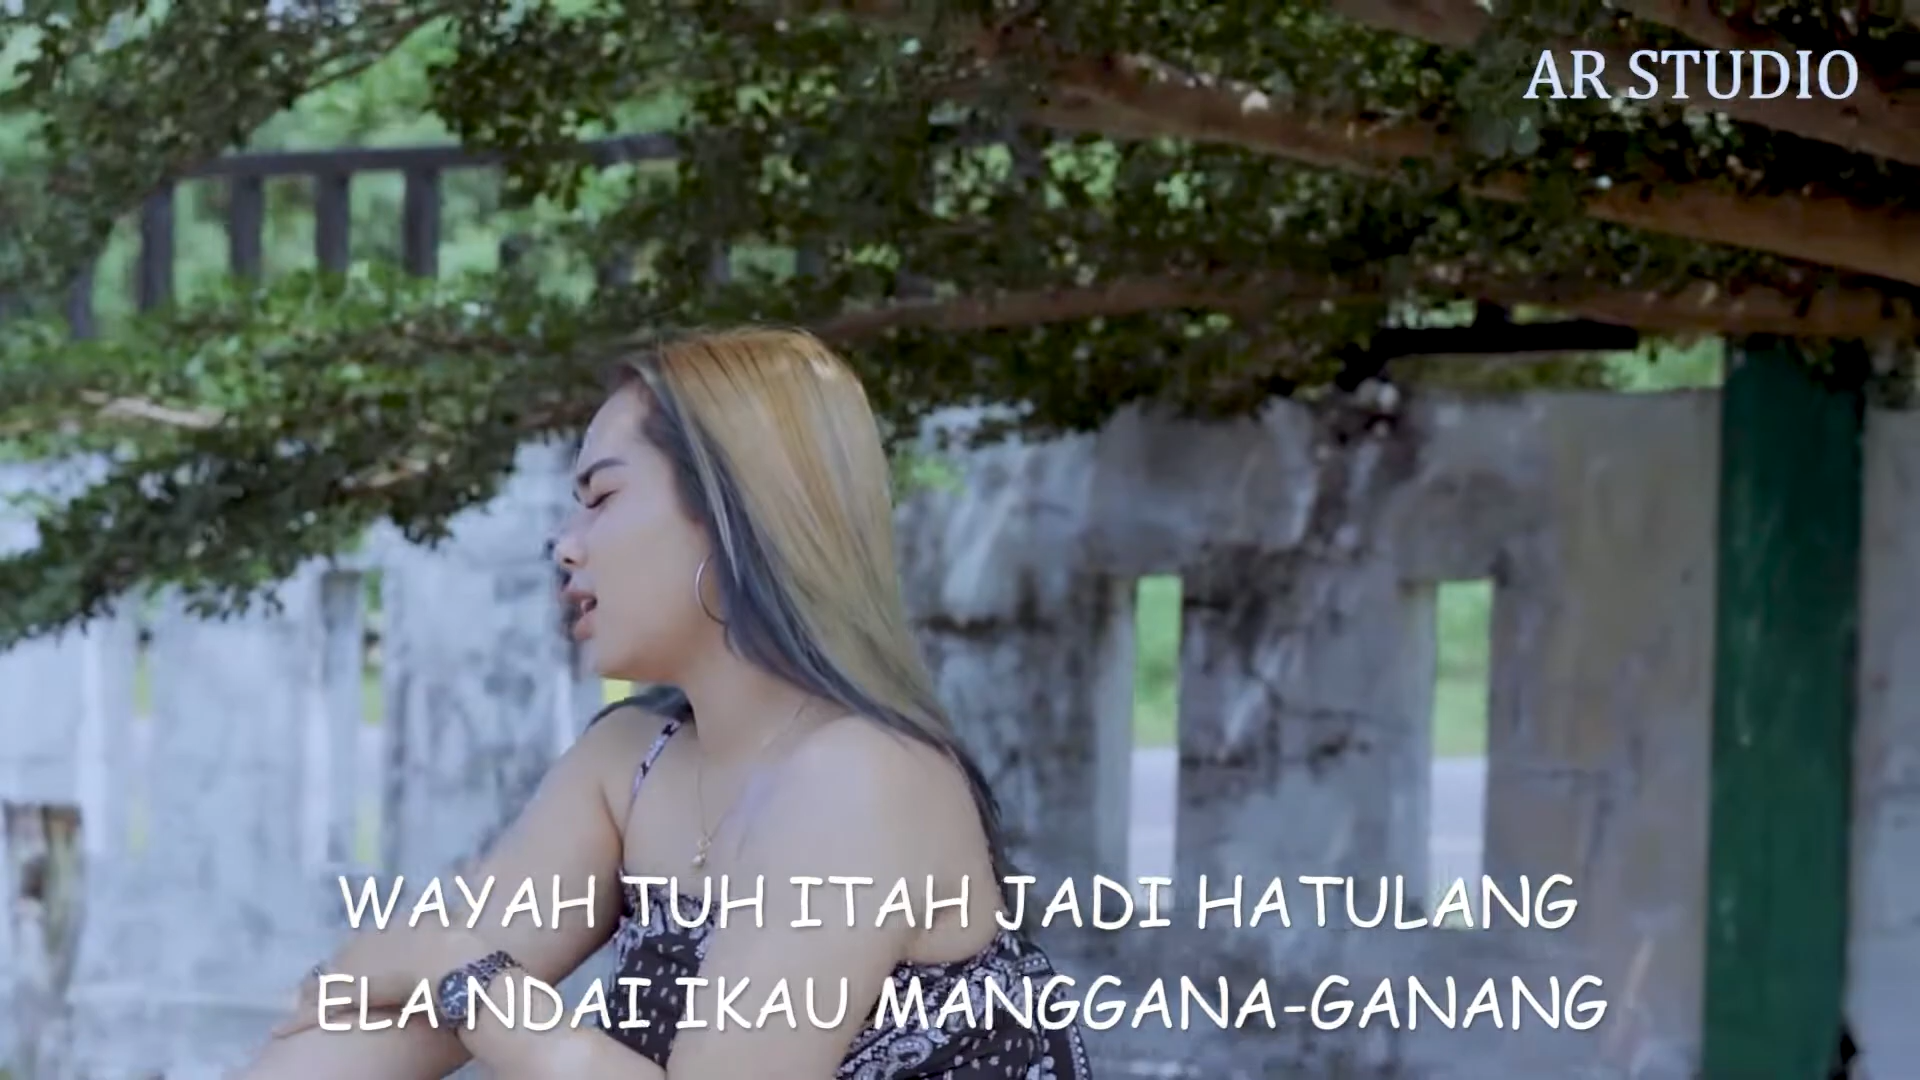 AR STUDIO
WAYAH TUH ITAH JADI HATULANG
ELA NDAI IKAU MANGGANA-GANANG